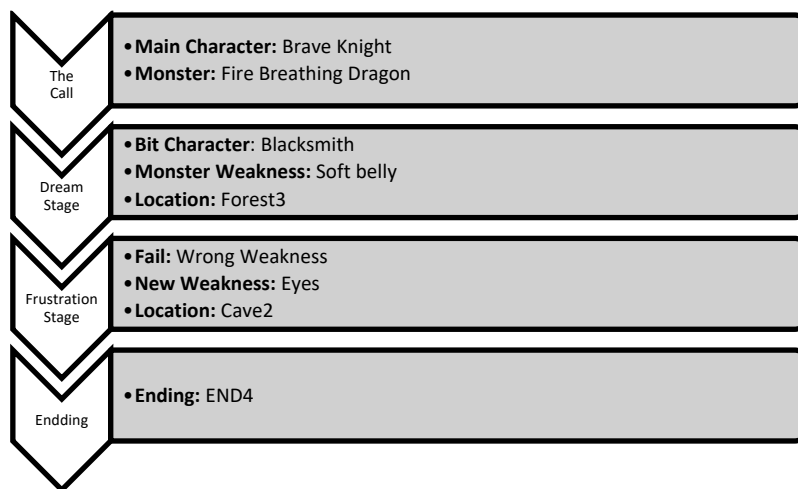 The
Call
• Main Character: Brave Knight
• Monster: Fire Breathing Dragon
Dream
Stage
• Bit Character: Blacksmith
• Monster Weakness: Soft belly
• Location: Forest3
Frustration
Stage
• Fail: Wrong Weakness
• New Weakness: Eyes
• Location: Cave2
Endding
• Ending: END4